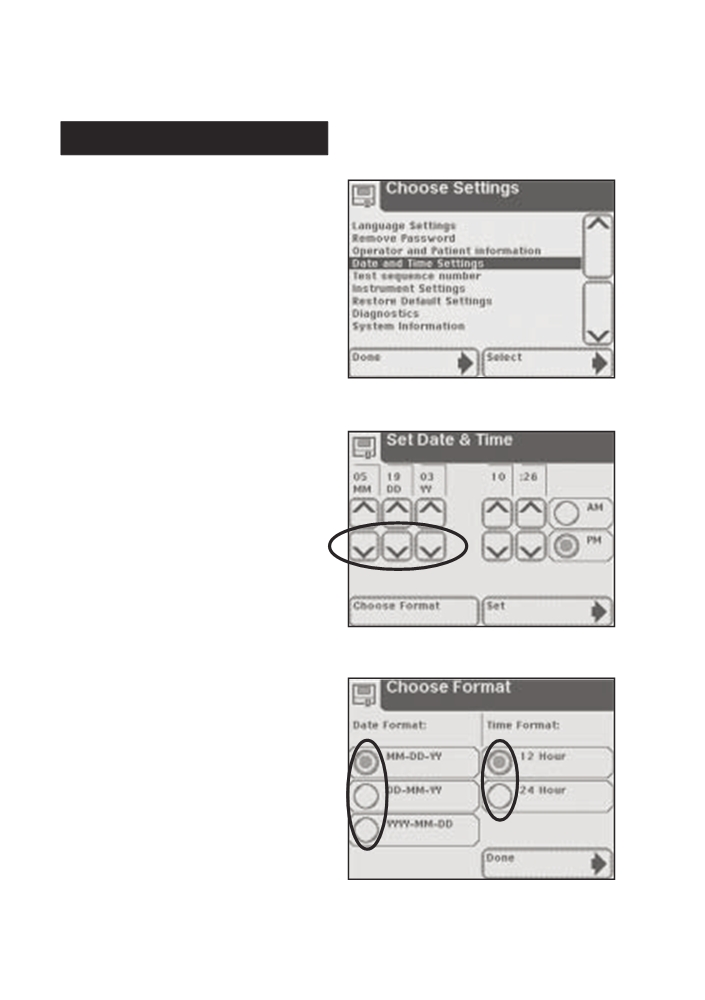 Choose Settings
Language Settings
Remove Password
Operator and Patient information
Date and Time Settings
Test sequence number
Instrument Settings
Restore Default Settings
Diagnostics
System Information
Done
Select
Set Date & Time
05 19 03 10 :26
MM DD YY
AM
PM
Choose Format
Set
Choose Format
Date Format: Time Format:
MM-DD-YY 12 Hour
DD-MM-YY 24 Hour
YYYY-MM-DD
Done